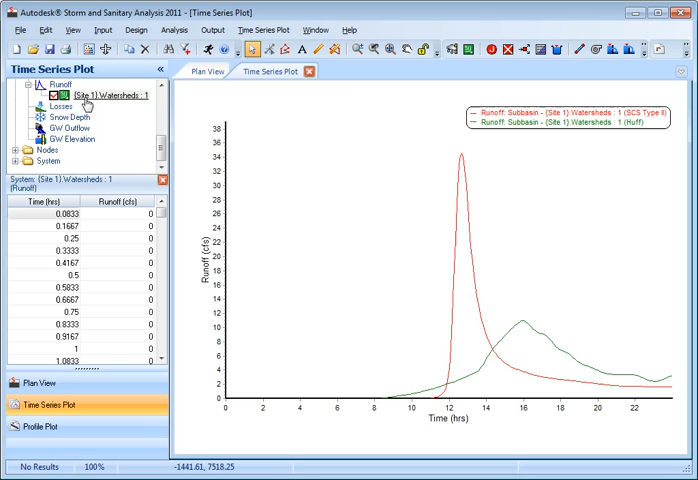 Autodesk® Storm and Sanitary Analysis 2011 - [Time Series Plot]
File Edit View Input Design Analysis Output Time Series Plot Window Help
Time Series Plot «
Plan View Time Series Plot
Runoff
{Site 1}.Watersheds : 1
Losses
Snow Depth
GW Outflow
GW Elevation
Nodes
System
System: {Site 1}.Watersheds : 1
(Runoff)
Time (hrs) Runoff (cfs)
0.0833 0
0.1667 0
0.25 0
0.3333 0
0.4167 0
0.5 0
0.5833 0
0.6667 0
0.75 0
0.8333 0
0.9167 0
1 0
1.0833 0
Plan View
Time Series Plot
Profile Plot
Runoff: Subbasin - {Site 1}.Watersheds : 1 (SCS Type II)
Runoff: Subbasin - {Site 1}.Watersheds : 1 (Huff)
38
36
34
32
30
28
26
24
22
20
18
16
14
12
10
8
6
4
2
0
Runoff (cfs)
0 2 4 6 8 10 12 14 16 18 20 22
Time (hrs)
No Results 100% -1441.61, 7518.25